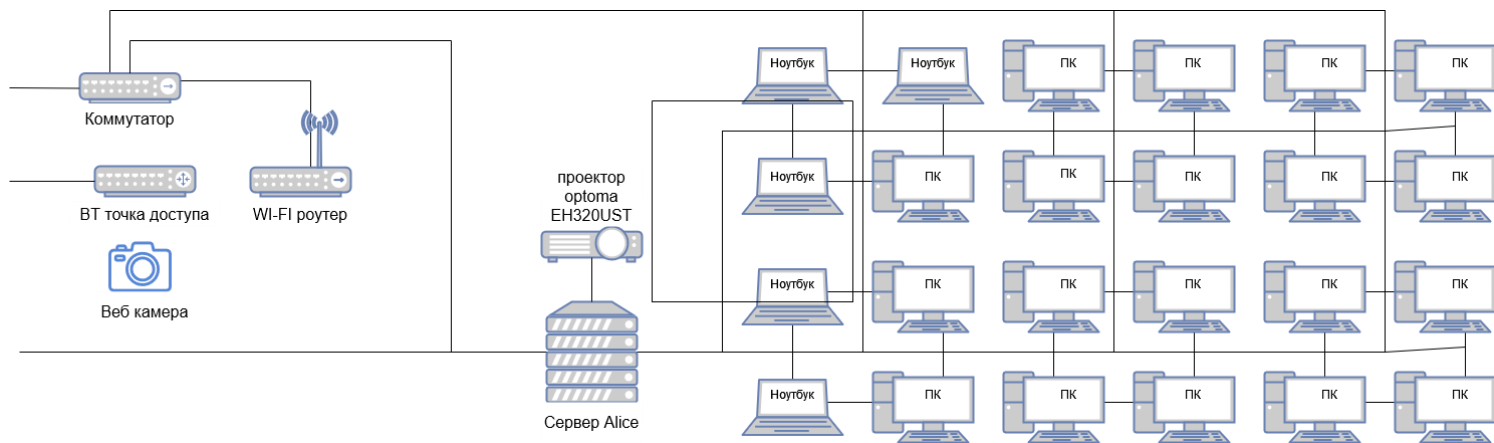 Ноутбук
Ноутбук
ПК
ПК
ПК
ПК
Коммутатор
проектор
optoma
EH320UST
Ноутбук
ПК
ПК
ПК
ПК
ПК
BT точка доступа
WI-FI роутер
Веб камера
Ноутбук
ПК
ПК
ПК
ПК
ПК
Сервер Alice
Ноутбук
ПК
ПК
ПК
ПК
ПК